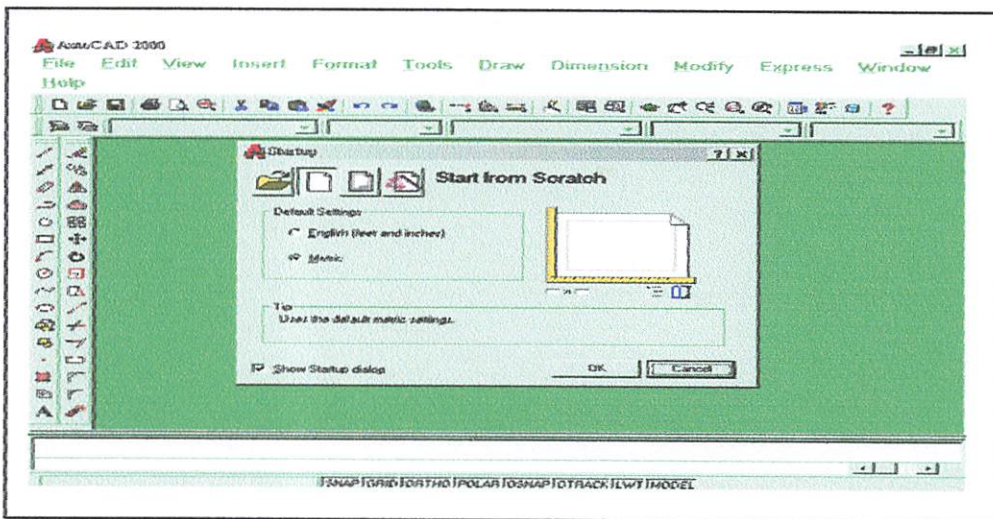 AutoCAD 2000
File Edit View Insert Format Tools Draw Dimension Modify Express Window
Help
Startup
Start from Scratch
Default Settings
English (feet and inches)
Metric
Tip
Uses the default metric settings.
Show Startup dialog
OK
Cancel
SNAP GRID ORTHO POLAR OSNAP OTRACK LWT MODEL